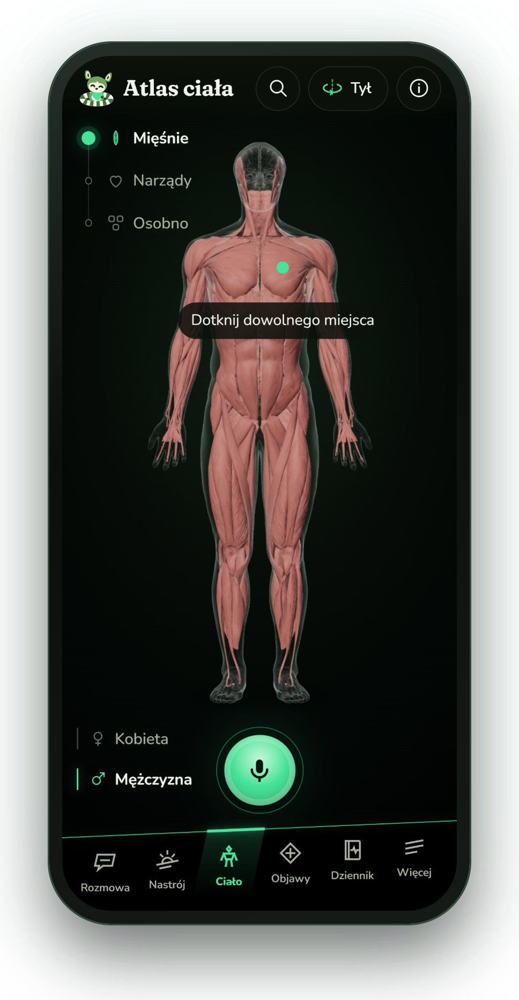 Atlas ciała
Tył
Mięśnie
Narządy
Osobno
Dotknij dowolnego miejsca
Kobieta
Mężczyzna
Rozmowa
Nastrój
Ciało
Objawy
Dziennik
Więcej